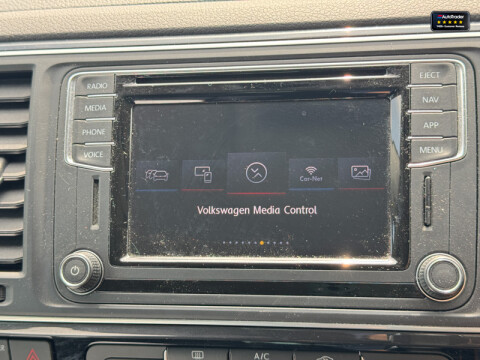 AutoTrader
RADIO
MEDIA
PHONE
VOICE
EJECT
NAV
APP
MENU
Car-Net
Volkswagen Media Control
A/C